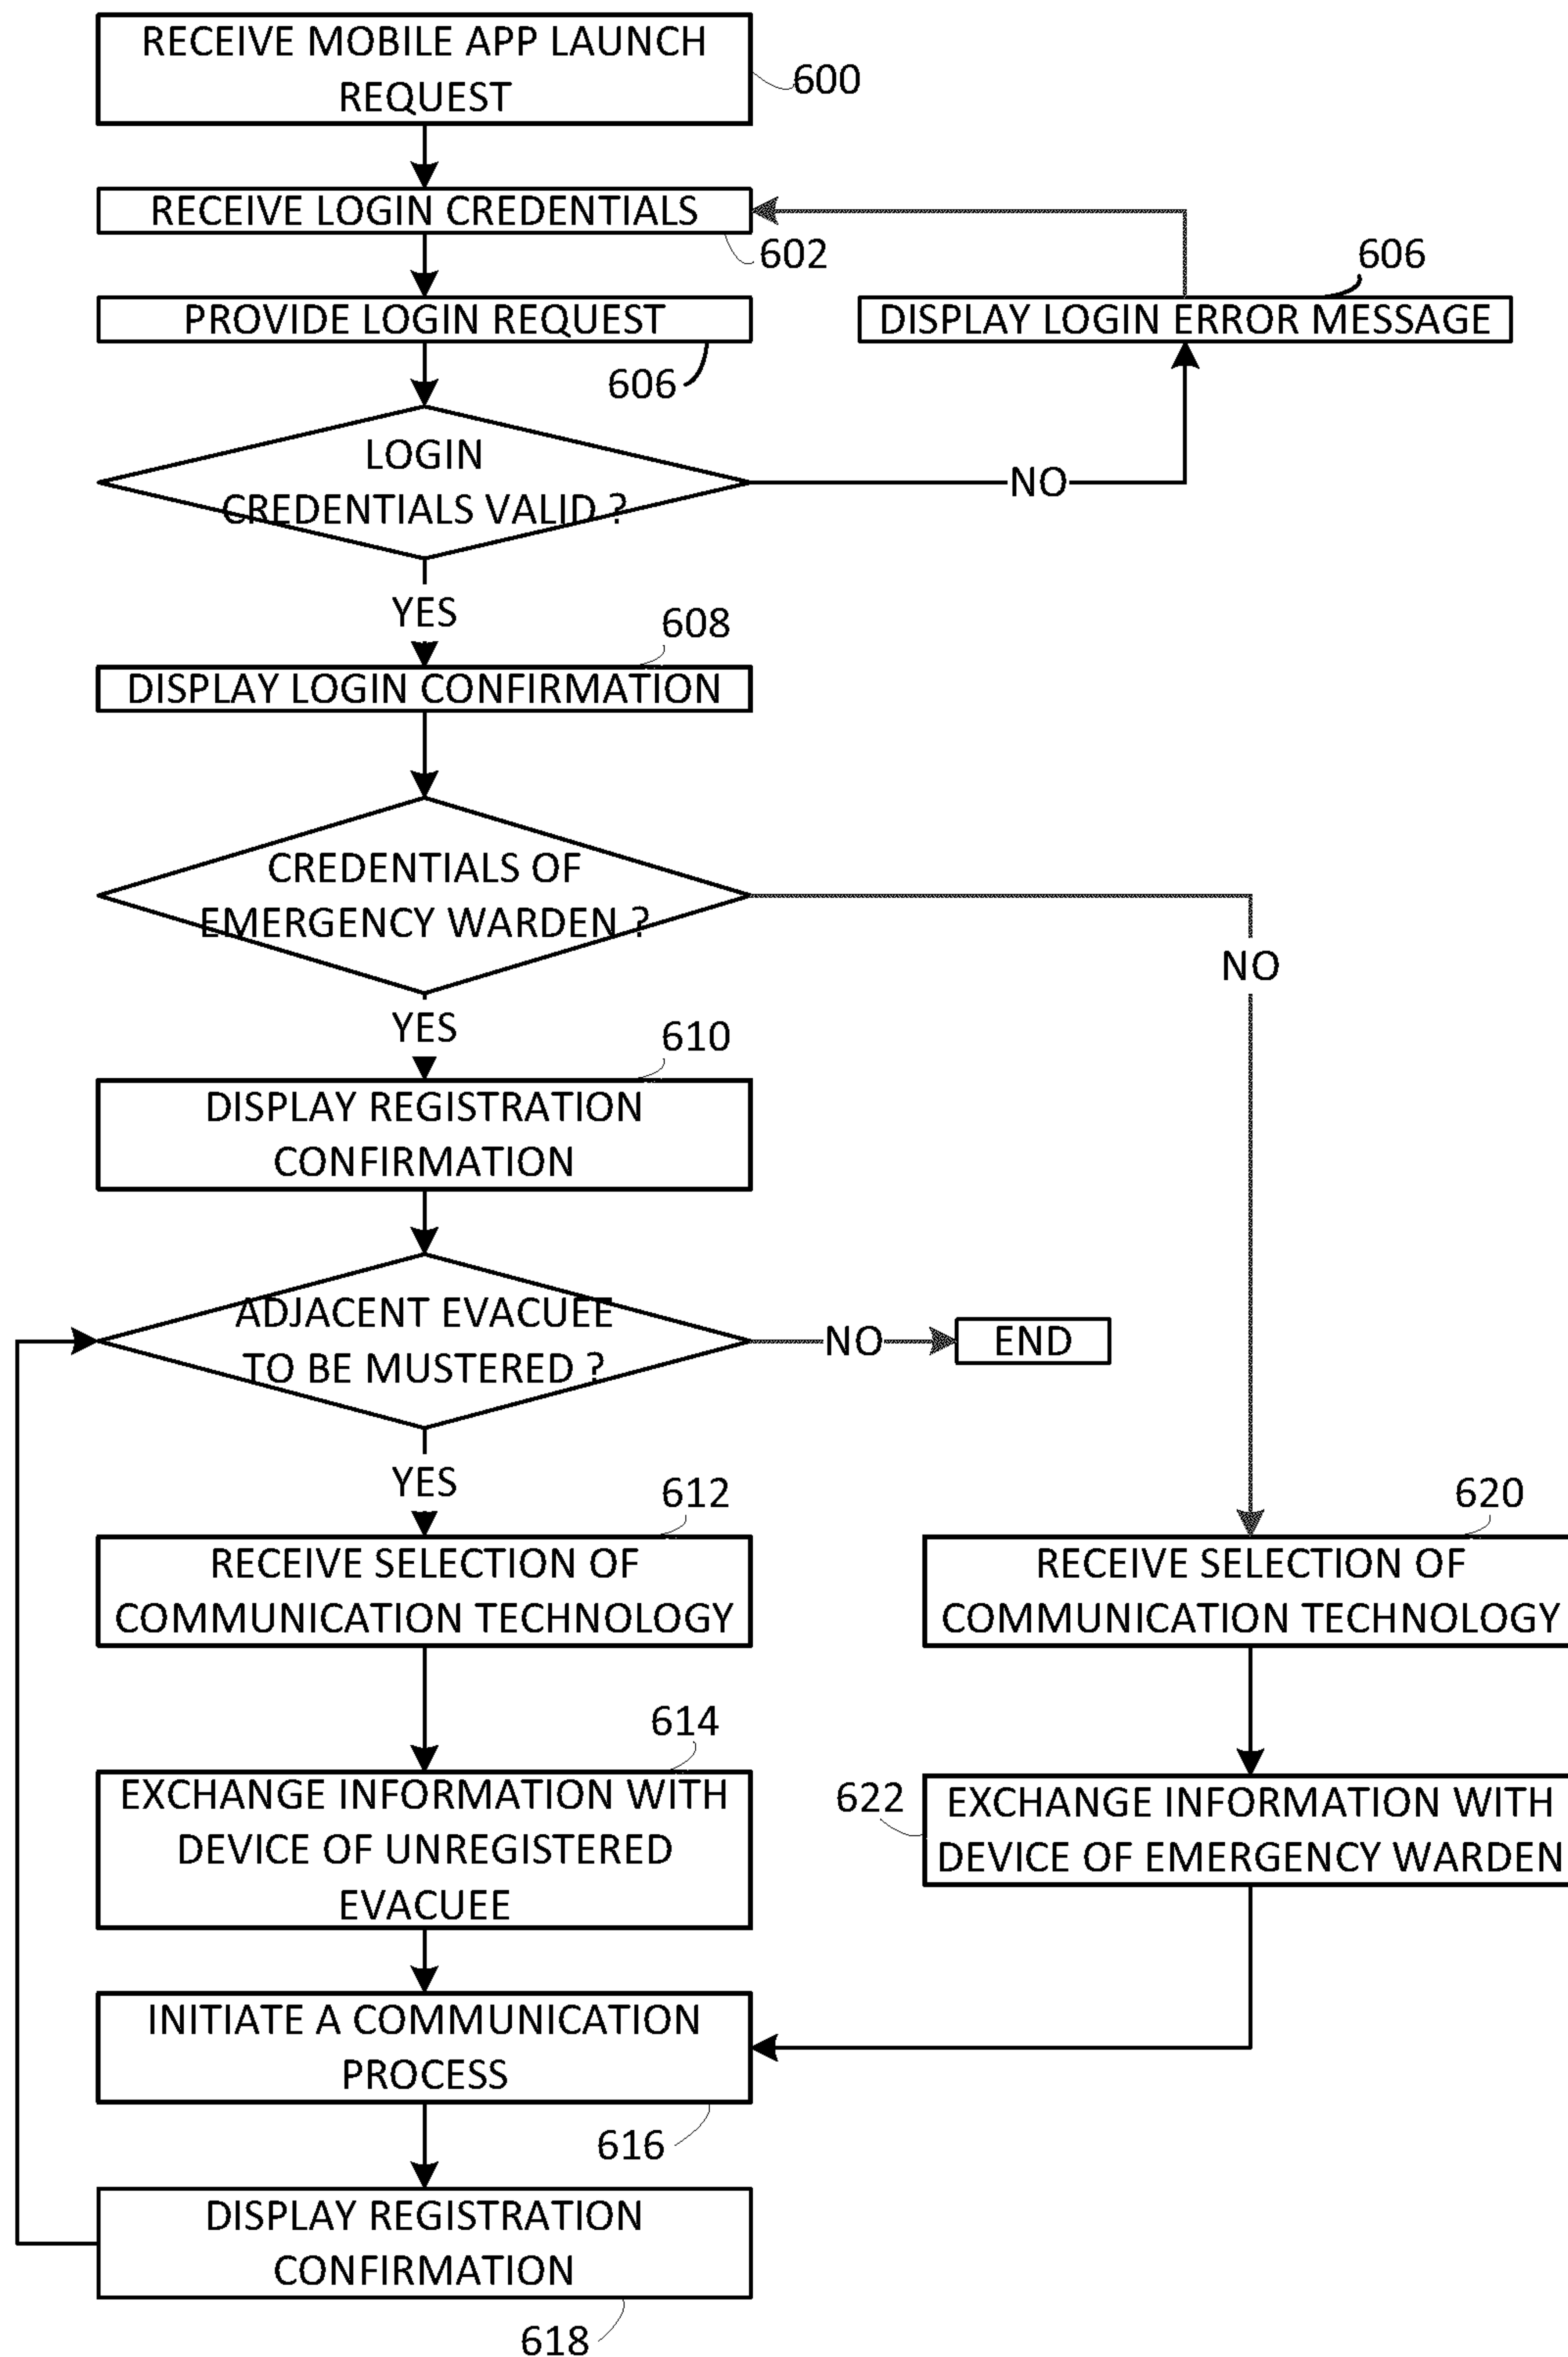 RECEIVE MOBILE APP LAUNCH
REQUEST
600
RECEIVE LOGIN CREDENTIALS
602
606
PROVIDE LOGIN REQUEST
DISPLAY LOGIN ERROR MESSAGE
606
LOGIN
CREDENTIALS VALID ?
NO
YES
608
DISPLAY LOGIN CONFIRMATION
CREDENTIALS OF
EMERGENCY WARDEN ?
NO
YES
610
DISPLAY REGISTRATION
CONFIRMATION
ADJACENT EVACUEE
TO BE MUSTERED ?
NO
END
YES
612
620
RECEIVE SELECTION OF
COMMUNICATION TECHNOLOGY
RECEIVE SELECTION OF
COMMUNICATION TECHNOLOGY
614
EXCHANGE INFORMATION WITH
DEVICE OF UNREGISTERED
EVACUEE
622
EXCHANGE INFORMATION WITH
DEVICE OF EMERGENCY WARDEN
INITIATE A COMMUNICATION
PROCESS
616
DISPLAY REGISTRATION
CONFIRMATION
618